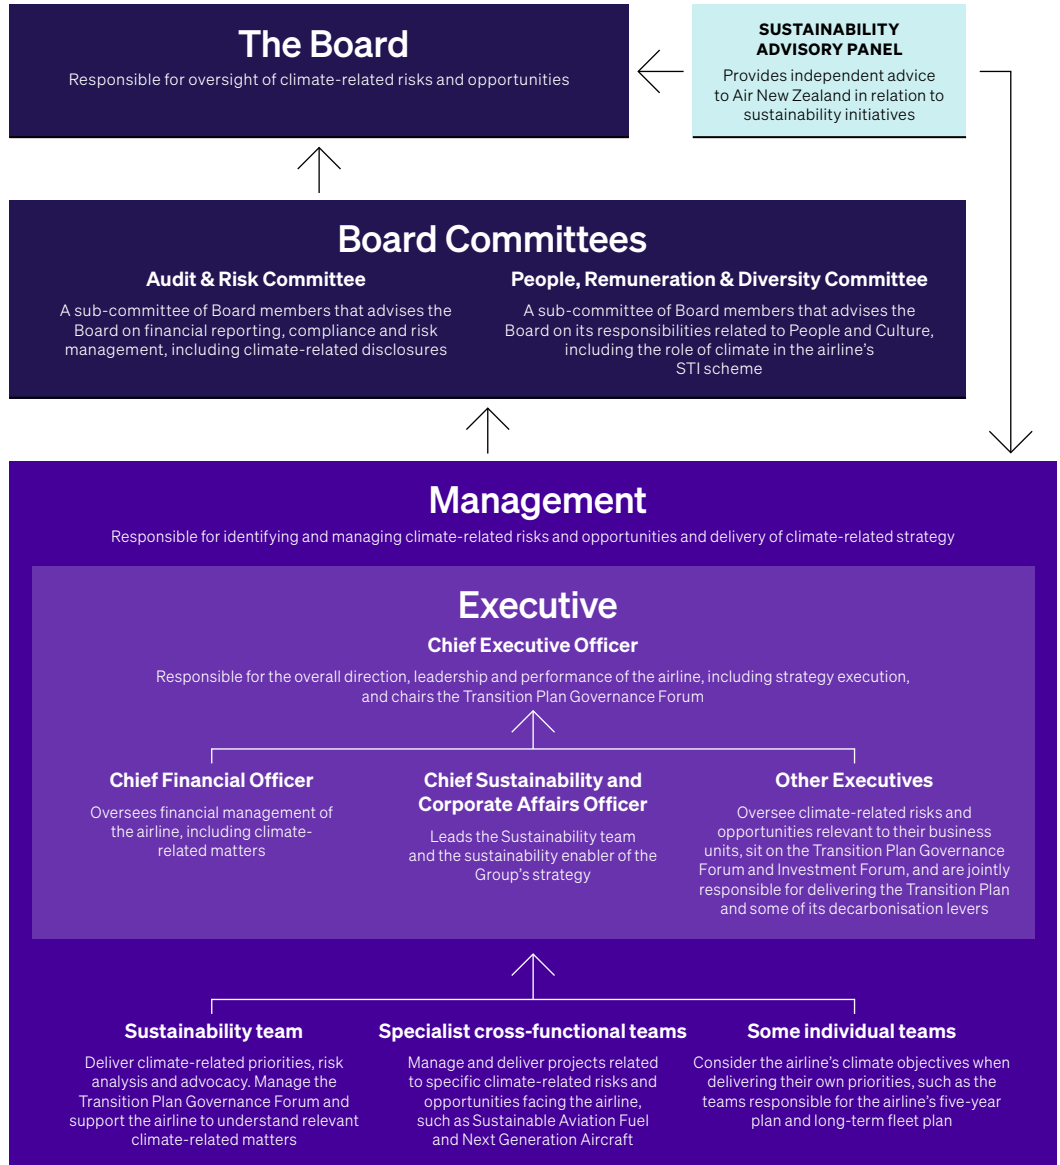 The Board
Responsible for oversight of climate-related risks and opportunities
SUSTAINABILITY
ADVISORY PANEL
Provides independent advice
to Air New Zealand in relation to
sustainability initiatives
Board Committees
Audit & Risk Committee
A sub-committee of Board members that advises the
Board on financial reporting, compliance and risk
management, including climate-related disclosures
People, Remuneration & Diversity Committee
A sub-committee of Board members that advises the
Board on its responsibilities related to People and Culture,
including the role of climate in the airline's
STI scheme
Management
Responsible for identifying and managing climate-related risks and opportunities and delivery of climate-related strategy
Executive
Chief Executive Officer
Responsible for the overall direction, leadership and performance of the airline, including strategy execution,
and chairs the Transition Plan Governance Forum
Chief Financial Officer
Oversees financial management of
the airline, including climate-
related matters
Chief Sustainability and
Corporate Affairs Officer
Leads the Sustainability team
and the sustainability enabler of the
Group's strategy
Other Executives
Oversee climate-related risks and
opportunities relevant to their business
units, sit on the Transition Plan Governance
Forum and Investment Forum, and are jointly
responsible for delivering the Transition Plan
and some of its decarbonisation levers
Sustainability team
Deliver climate-related priorities, risk
analysis and advocacy. Manage the
Transition Plan Governance Forum and
support the airline to understand relevant
climate-related matters
Specialist cross-functional teams
Manage and deliver projects related
to specific climate-related risks and
opportunities facing the airline,
such as Sustainable Aviation Fuel
and Next Generation Aircraft
Some individual teams
Consider the airline's climate objectives when
delivering their own priorities, such as the
teams responsible for the airline's five-year
plan and long-term fleet plan